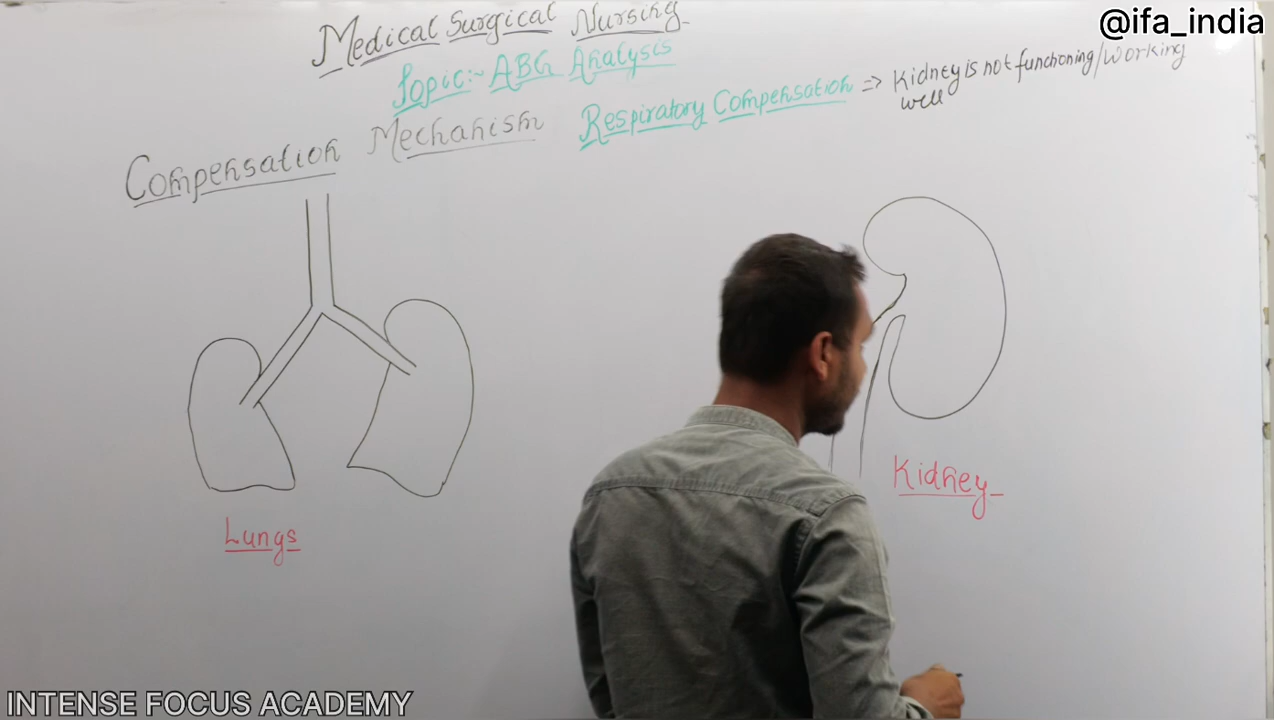 @ifa_india
Medical Surgical Nursing
Topic:- ABG Analysis
Compensation Mechanism
Respiratory Compensation => Kidney is not functioning/working
well
Lungs
Kidney
INTENSE FOCUS ACADEMY